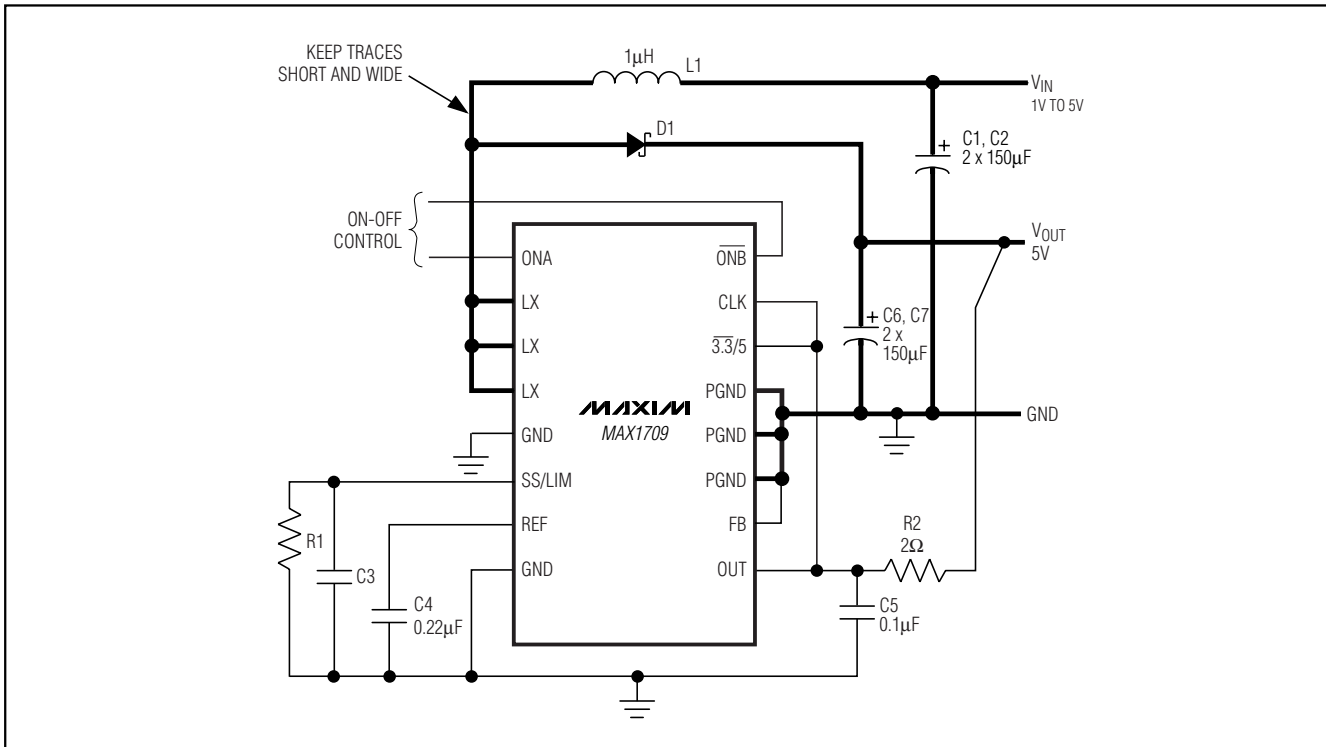 KEEP TRACES
SHORT AND WIDE
1µH
L1
VIN
1V TO 5V
D1
C1, C2
2 x 150µF
+
ON-OFF
CONTROL
VOUT
5V
ONA
ONB
LX
CLK
+
C6, C7
2 x
150µF
LX
3.3/5
LX
PGND
MAXIM
MAX1709
GND
GND
PGND
SS/LIM
PGND
R1
REF
FB
R2
2Ω
C3
GND
OUT
C4
0.22µF
C5
0.1µF